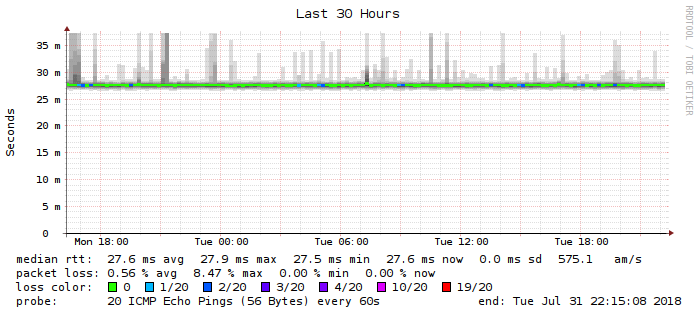 Last 30 Hours
RRDTOOL / TOBI OETIKER
Seconds
35 m
30 m
25 m
20 m
15 m
10 m
5 m
0
Mon 18:00 Tue 00:00 Tue 06:00 Tue 12:00 Tue 18:00
median rtt: 27.6 ms avg 27.9 ms max 27.5 ms min 27.6 ms now 0.0 ms sd 575.1 am/s
packet loss: 0.56 % avg 8.47 % max 0.00 % min 0.00 % now
loss color: 0 1/20 2/20 3/20 4/20 10/20 19/20
probe: 20 ICMP Echo Pings (56 Bytes) every 60s end: Tue Jul 31 22:15:08 2018